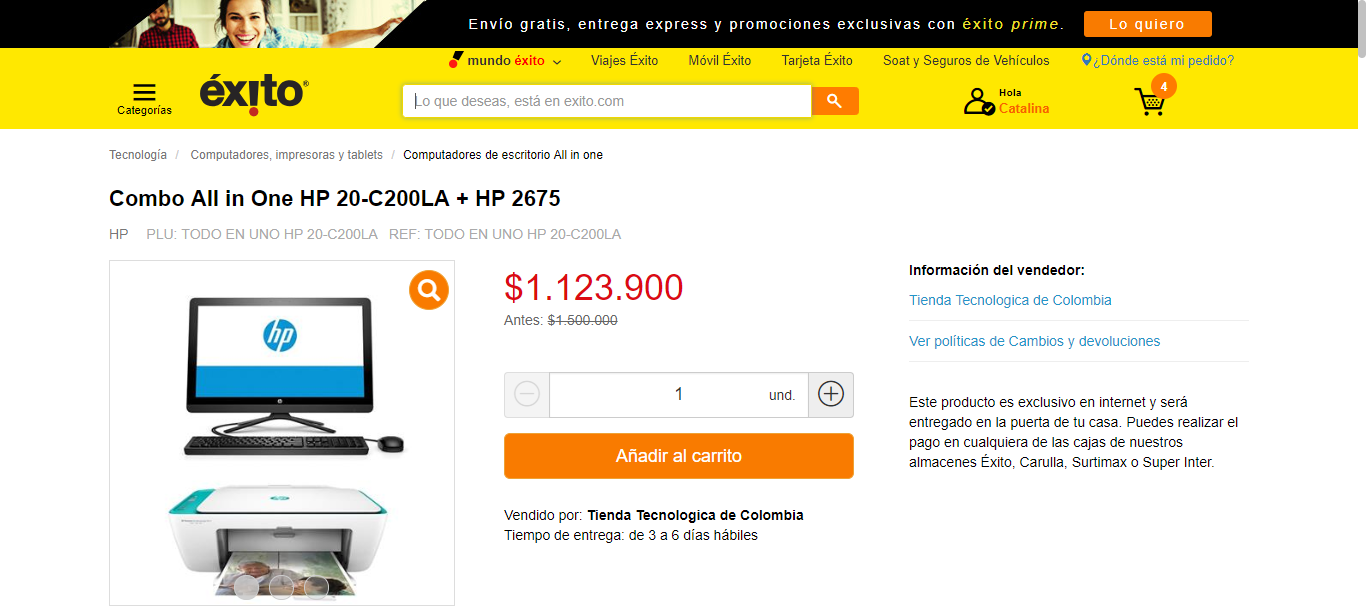 Envío gratis, entrega express y promociones exclusivas con éxito prime. Lo quiero
mundo éxito Viajes Éxito Móvil Éxito Tarjeta Éxito Soat y Seguros de Vehículos ¿Dónde está mi pedido?
Categorías
éxito®
Lo que deseas, está en exito.com
Hola
Catalina
4
Tecnología / Computadores, impresoras y tablets / Computadores de escritorio All in one
Combo All in One HP 20-C200LA + HP 2675
HP PLU: TODO EN UNO HP 20-C200LA REF: TODO EN UNO HP 20-C200LA
hp
$1.123.900
Antes: $1.500.000
1 und.
Añadir al carrito
Vendido por: Tienda Tecnologica de Colombia
Tiempo de entrega: de 3 a 6 días hábiles
Información del vendedor:
Tienda Tecnologica de Colombia
Ver políticas de Cambios y devoluciones
Este producto es exclusivo en internet y será
entregado en la puerta de tu casa. Puedes realizar el
pago en cualquiera de las cajas de nuestros
almacenes Éxito, Carulla, Surtimax o Super Inter.